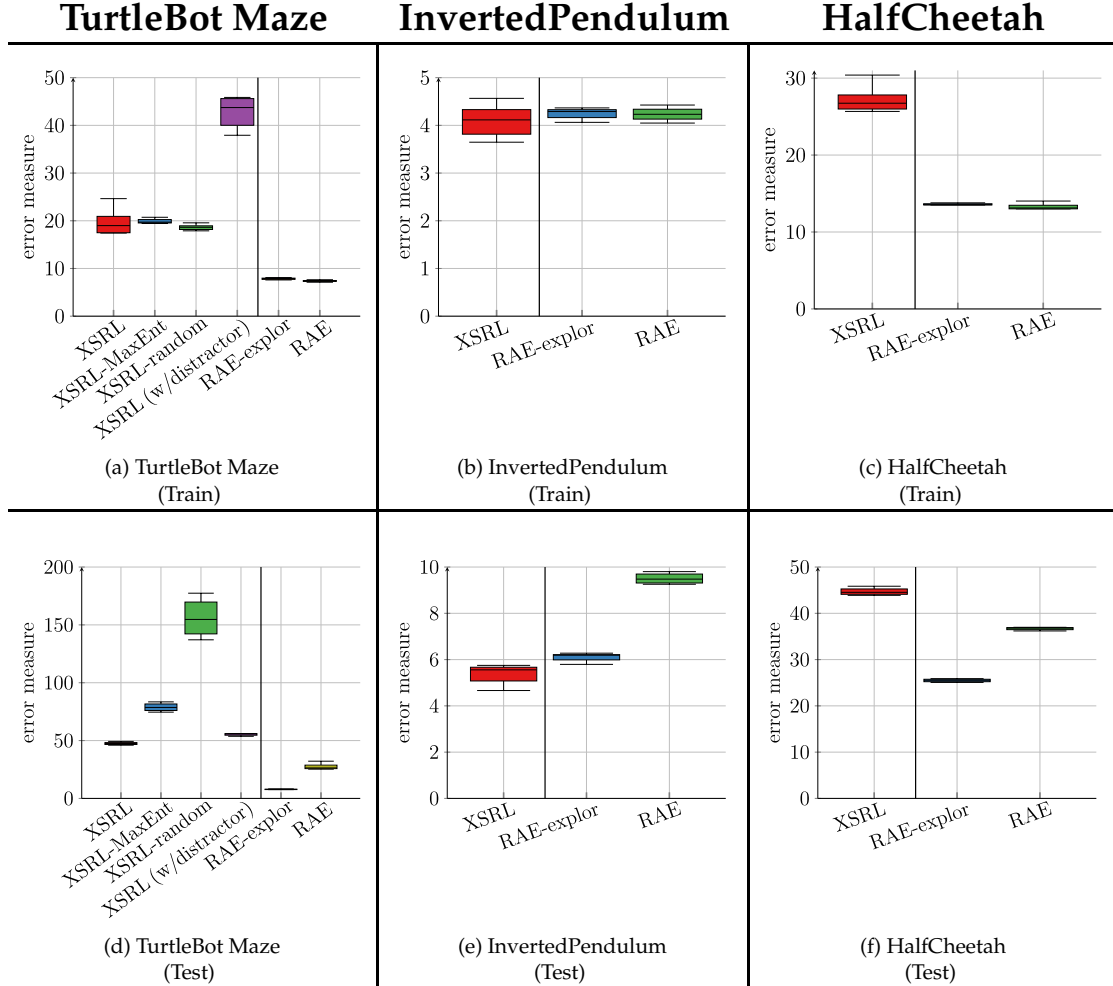 TurtleBot Maze
InvertedPendulum
HalfCheetah
50
40
30
20
10
0
error measure
XSRL
XSRL-MaxEnt
XSRL-random
XSRL (w/distractor)
RAE-explor
RAE
(a) TurtleBot Maze
(Train)
5
4
3
2
1
0
error measure
XSRL
RAE-explor
RAE
(b) InvertedPendulum
(Train)
30
20
10
0
error measure
XSRL
RAE-explor
RAE
(c) HalfCheetah
(Train)
200
150
100
50
0
error measure
XSRL
XSRL-MaxEnt
XSRL-random
XSRL (w/distractor)
RAE-explor
RAE
(d) TurtleBot Maze
(Test)
10
8
6
4
2
0
error measure
XSRL
RAE-explor
RAE
(e) InvertedPendulum
(Test)
50
40
30
20
10
0
error measure
XSRL
RAE-explor
RAE
(f) HalfCheetah
(Test)